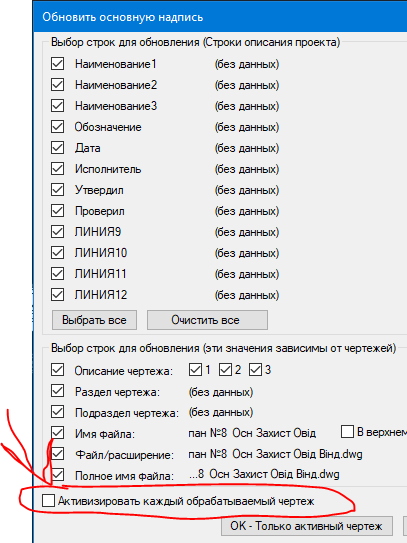 Обновить основную надпись
Выбор строк для обновления (Строки описания проекта)
Наименование1 (без данных)
Наименование2 (без данных)
Наименование3 (без данных)
Обозначение (без данных)
Дата (без данных)
Исполнитель (без данных)
Утвердил (без данных)
Проверил (без данных)
ЛИНИЯ9 (без данных)
ЛИНИЯ10 (без данных)
ЛИНИЯ11 (без данных)
ЛИНИЯ12 (без данных)
Выбрать все Очистить все
Выбор строк для обновления (эти значения зависимы от чертежей)
Описание чертежа: 1 2 3
Раздел чертежа: (без данных)
Подраздел чертежа: (без данных)
Имя файла: пан №8 Осн Захист Овід В верхнем
Файл/расширение: пан №8 Осн Захист Овід Вінд.dwg
Полное имя файла: ...8 Осн Захист Овід Вінд.dwg
Активизировать каждый обрабатываемый чертеж
OK - Только активный чертеж